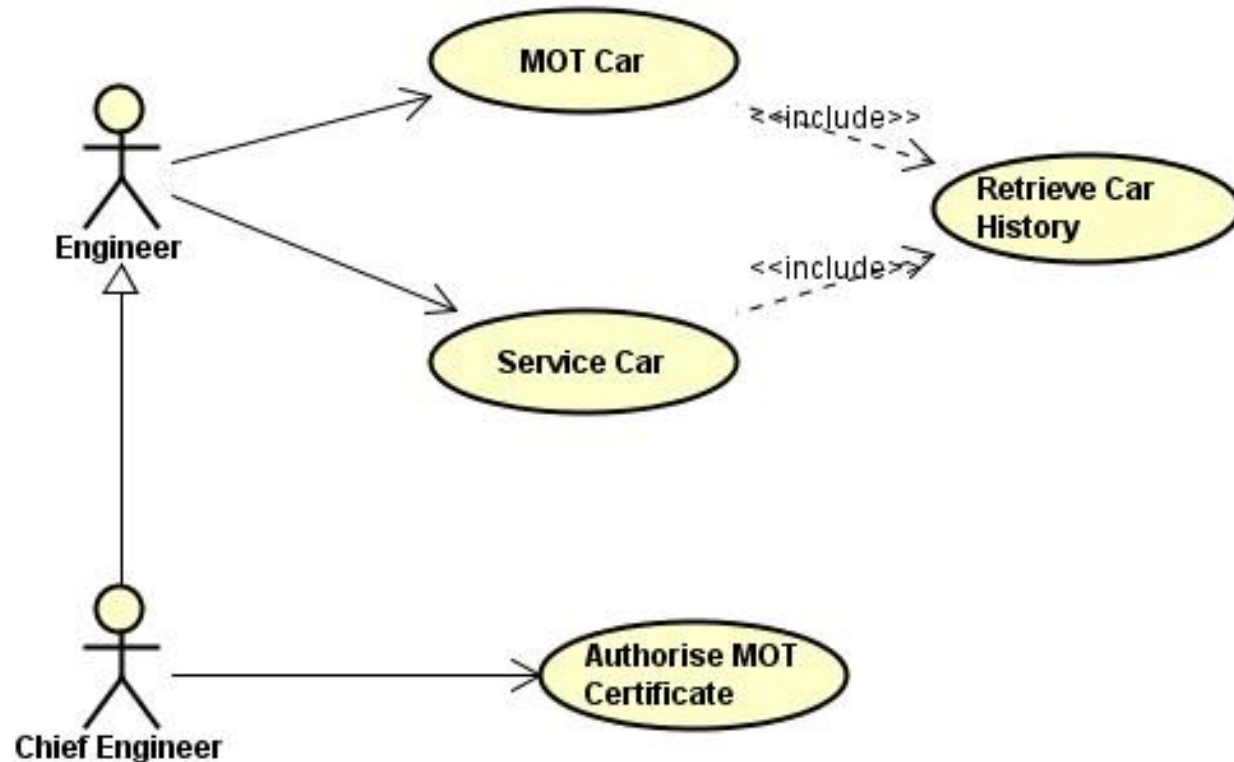 MOT Car
<<include>>
Retrieve Car
History
Engineer
<<include>>
Service Car
Authorise MOT
Certificate
Chief Engineer